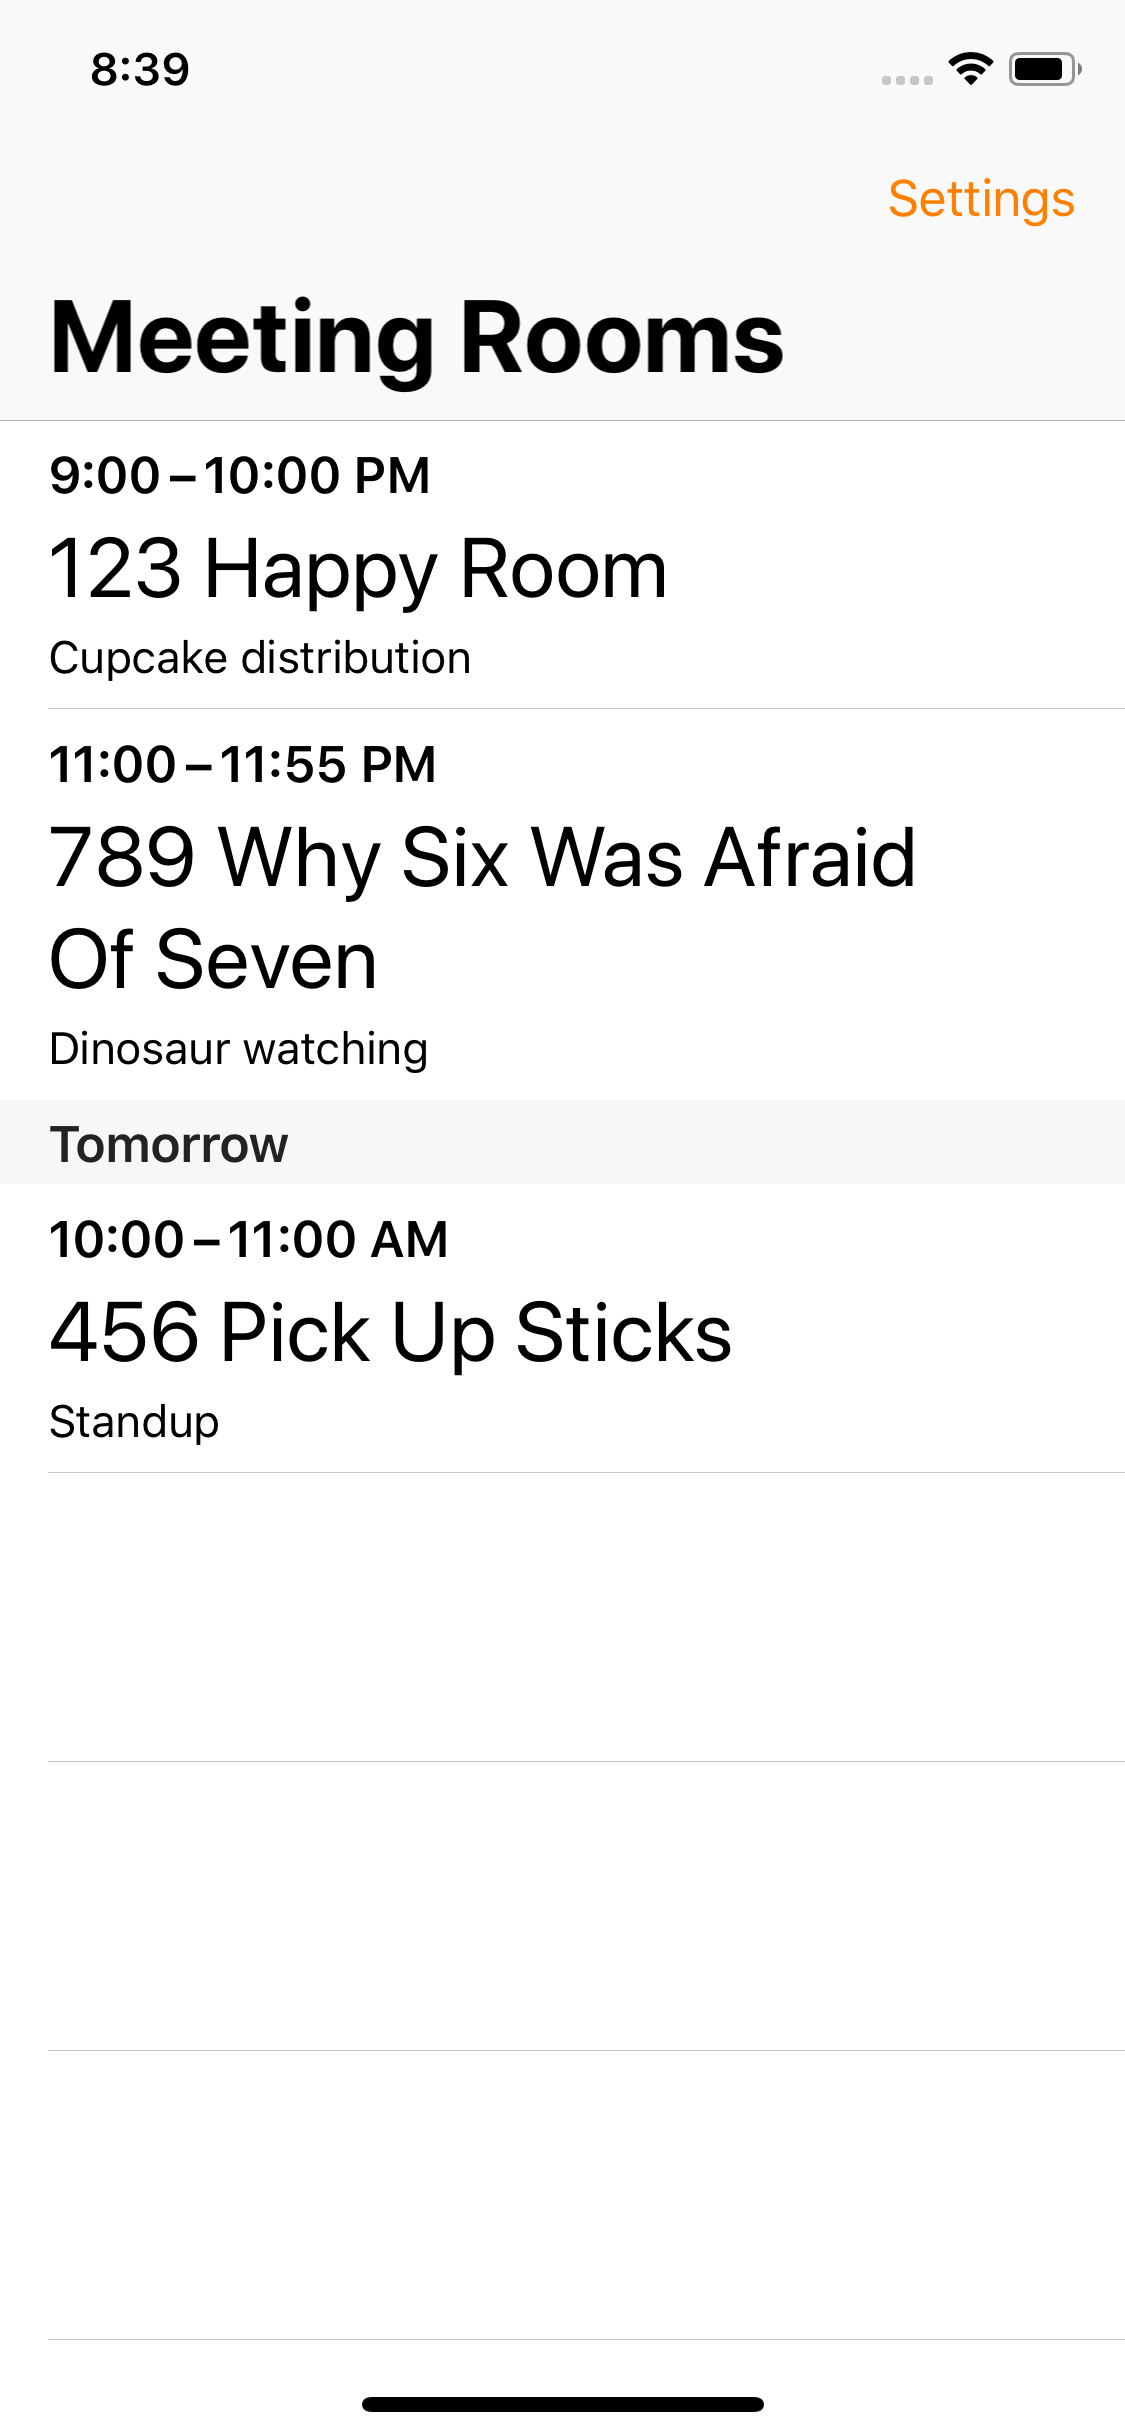 8:39
Settings
Meeting Rooms
9:00 – 10:00 PM
123 Happy Room
Cupcake distribution
11:00 – 11:55 PM
789 Why Six Was Afraid
Of Seven
Dinosaur watching
Tomorrow
10:00 – 11:00 AM
456 Pick Up Sticks
Standup